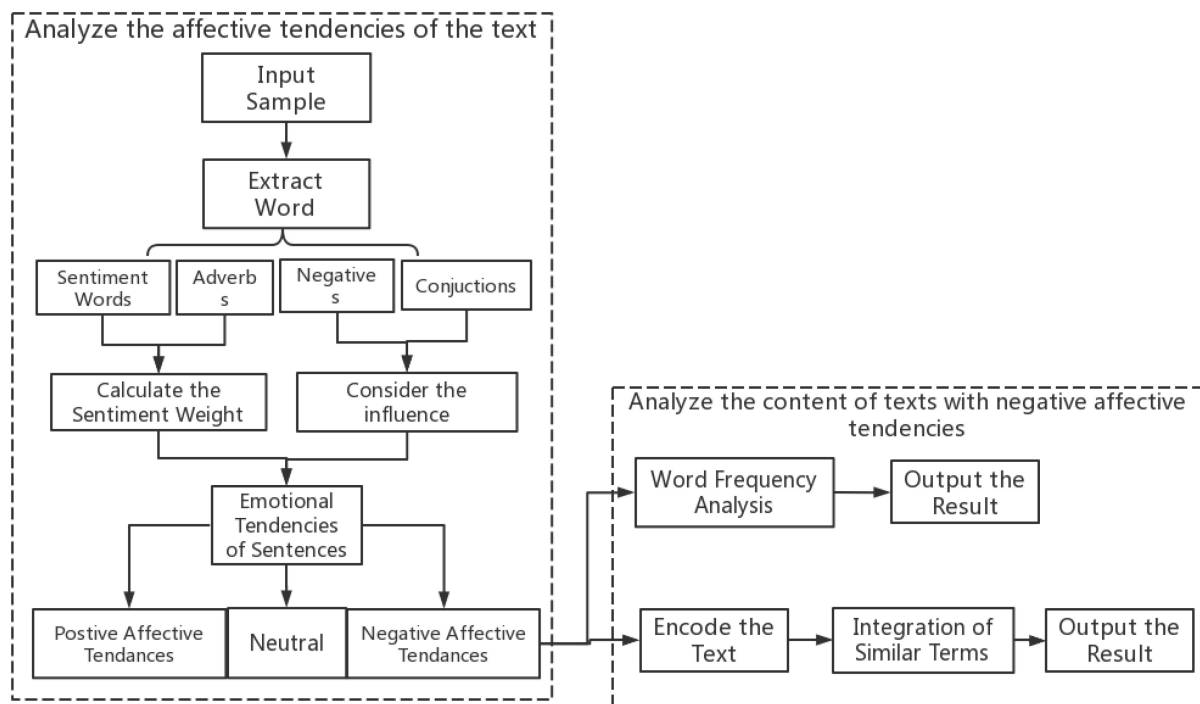 Analyze the affective tendencies of the text
Input
Sample
Extract
Word
Sentiment
Words
Adverb
s
Negative
s
Conjuctions
Calculate the
Sentiment Weight
Consider the
influence
Emotional
Tendencies
of Sentences
Postive Affective
Tendances
Neutral
Negative Affective
Tendances
Analyze the content of texts with negative affective
tendencies
Word Frequency
Analysis
Output the
Result
Encode the
Text
Integration of
Similar Terms
Output the
Result